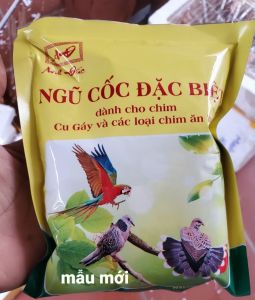 NGŨ CỐC ĐẶC BIỆ
dành cho chim
Cu Gáy và các loại chim ăn
mẫu mới